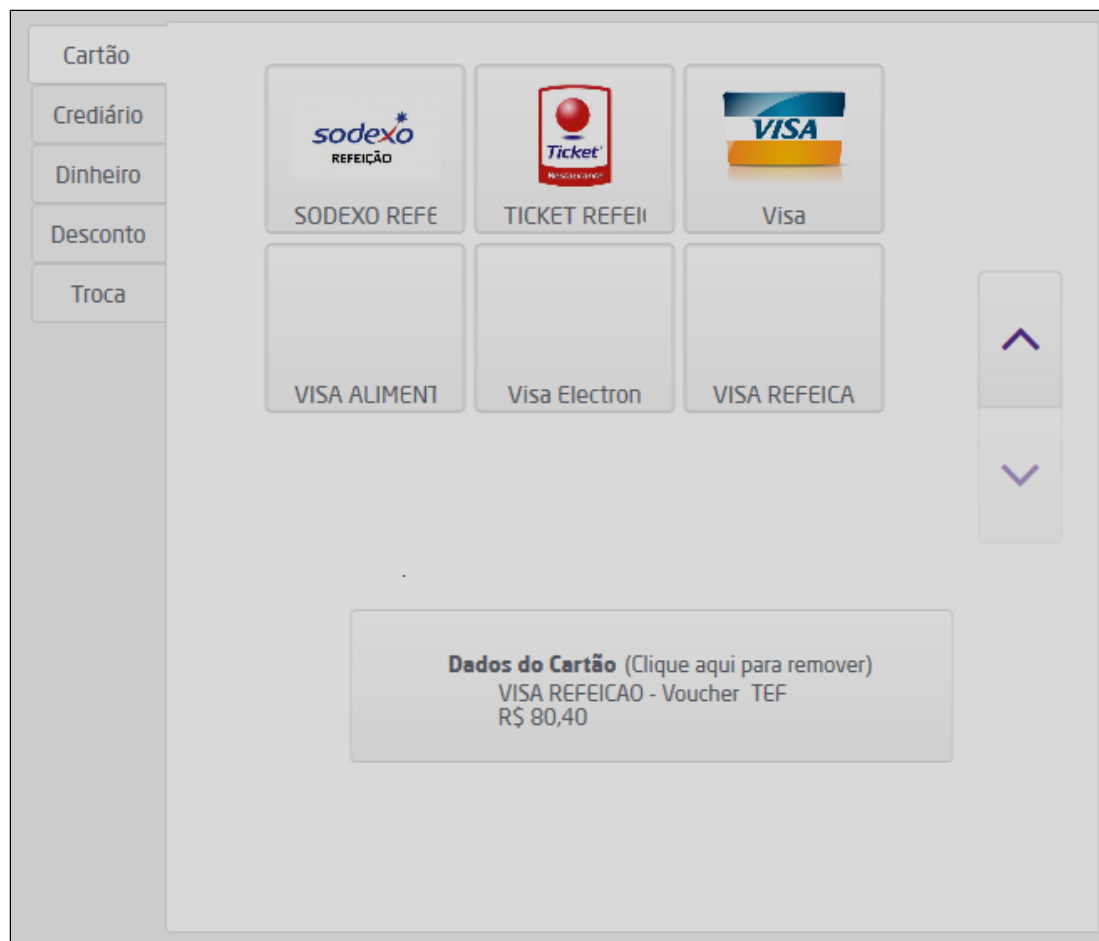 Cartão
Crediário
Dinheiro
Desconto
Troca
sodexo
REFEIÇÃO
SODEXO REFE
Ticket
Restaurante
TICKET REFEI
VISA
Visa
VISA ALIMENT
Visa Electron
VISA REFEICA
.
Dados do Cartão (Clique aqui para remover)
VISA REFEICAO - Voucher TEF
R$ 80,40